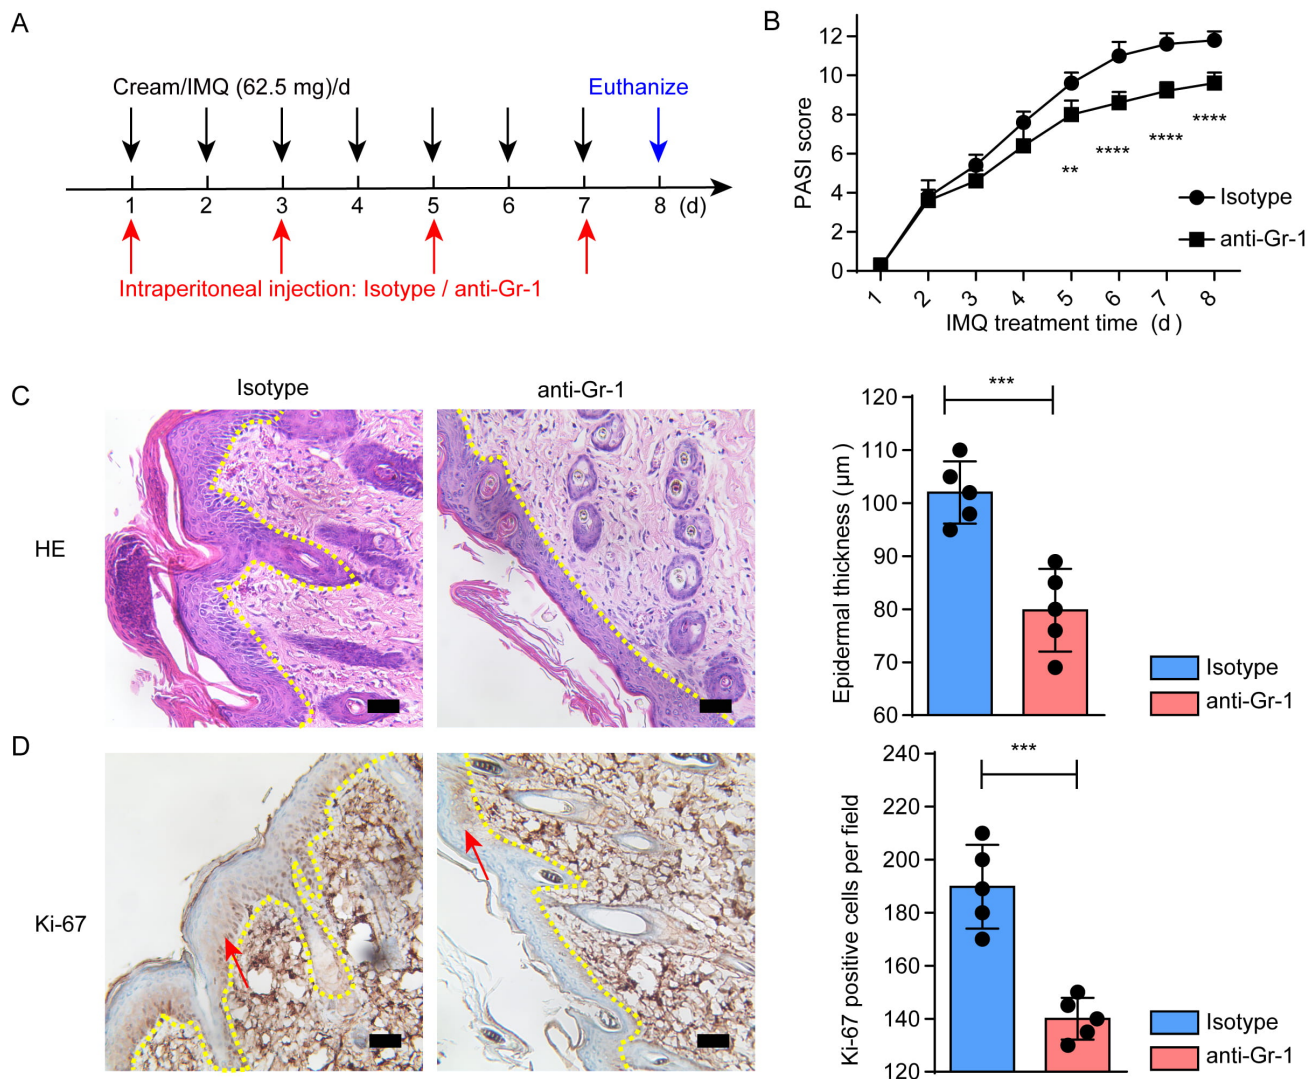 A
Cream/IMQ (62.5 mg)/d
Euthanize
1 2 3 4 5 6 7 8 (d)
Intraperitoneal injection: Isotype / anti-Gr-1
B
PASI score
12
10
8
6
4
2
0
**
****
****
****
Isotype
anti-Gr-1
1 2 3 4 5 6 7 8
IMQ treatment time (d)
C
Isotype
anti-Gr-1
HE
Epidermal thickness (μm)
120
110
100
90
80
70
60
***
Isotype
anti-Gr-1
D
Ki-67
Ki-67 positive cells per field
240
220
200
180
160
140
120
***
Isotype
anti-Gr-1